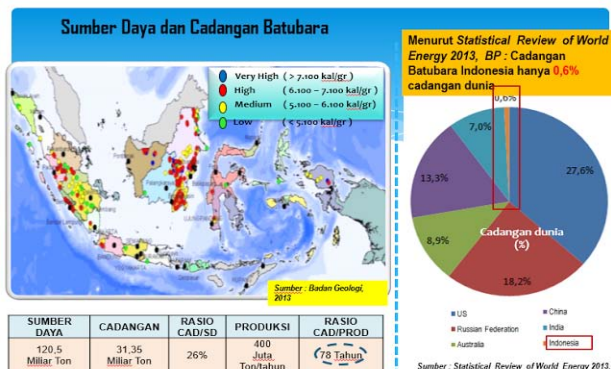 Sumber Daya dan Cadangan Batubara
Very High ( > 7.100 kal/gr )
High ( 6.100 – 7.100 kal/gr )
Medium ( 5.100 – 6.100 kal/gr )
Low ( < 5.100 kal/gr )
Sumber : Badan Geologi,
2013
SUMBER DAYA
CADANGAN
RASIO CAD/SD
PRODUKSI
RASIO CAD/PROD
120,5 Miliar Ton
31,35 Miliar Ton
26%
400 Juta Ton/tahun
78 Tahun
Menurut Statistical Review of World
Energy 2013, BP : Cadangan
Batubara Indonesia hanya 0,6%
cadangan dunia
0,6%
7,0%
27,6%
13,3%
8,9%
18,2%
Cadangan dunia
(%)
US
China
Russian Federation
India
Australia
Indonesia
Sumber : Statistical Review of World Energy 2013,